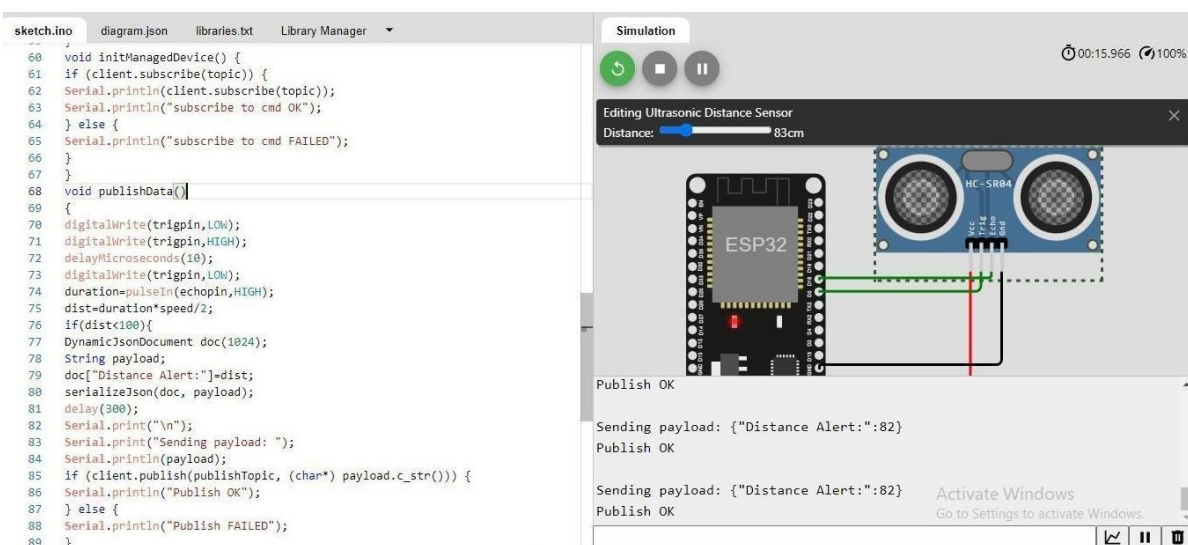 sketch.ino diagram.json libraries.txt Library Manager
60 void initManagedDevice() {
61 if (client.subscribe(topic)) {
62 Serial.println(client.subscribe(topic));
63 Serial.println("subscribe to cmd OK");
64 } else {
65 Serial.println("subscribe to cmd FAILED");
66 }
67 }
68 void publishData()
69 {
70 digitalWrite(trigpin,LOW);
71 digitalWrite(trigpin,HIGH);
72 delayMicroseconds(10);
73 digitalWrite(trigpin,LOW);
74 duration=pulseIn(echopin,HIGH);
75 dist=duration*speed/2;
76 if(dist<100){
77 DynamicJsonDocument doc(1024);
78 String payload;
79 doc["Distance Alert:"]=dist;
80 serializeJson(doc, payload);
81 delay(300);
82 Serial.print("\n");
83 Serial.print("Sending payload: ");
84 Serial.println(payload);
85 if (client.publish(publishTopic, (char*) payload.c_str())) {
86 Serial.println("Publish OK");
87 } else {
88 Serial.println("Publish FAILED");
89 }
Simulation
00:15.966 100%
Editing Ultrasonic Distance Sensor
Distance: 83cm
HC-SR04
Vcc
Trig
Echo
Gnd
ESP32
Publish OK
Sending payload: {"Distance Alert:":82}
Publish OK
Sending payload: {"Distance Alert:":82}
Publish OK
Activate Windows
Go to Settings to activate Windows.